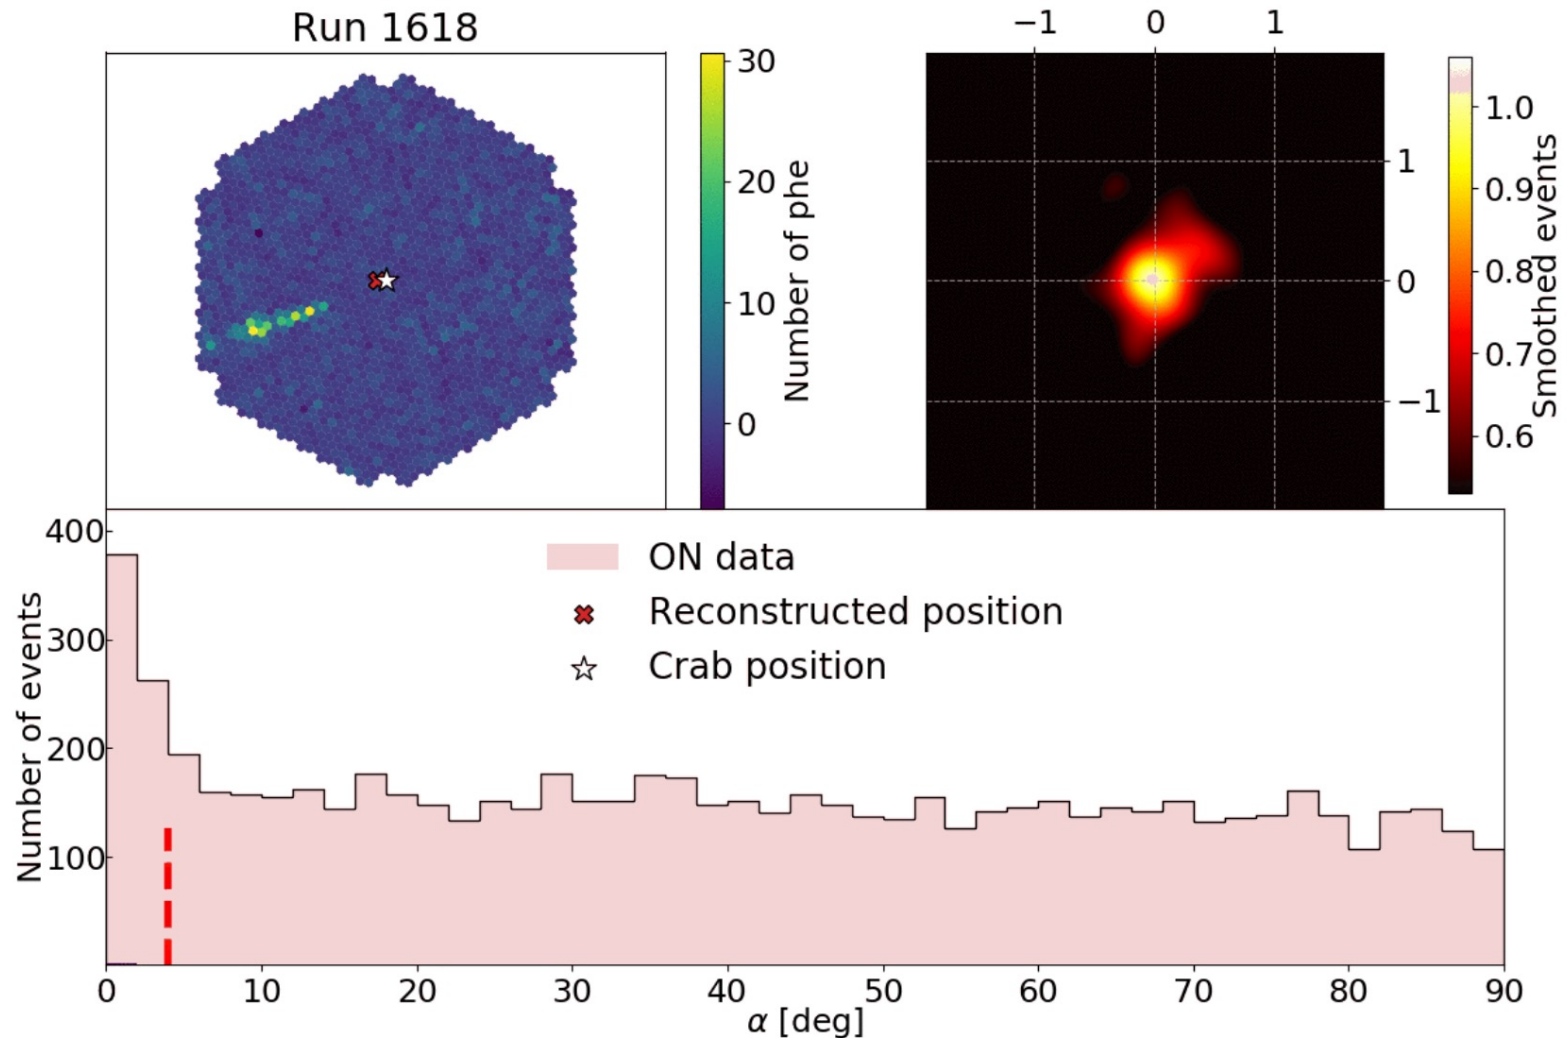 Run 1618
30
20
10
0
Number of phe
−1 0 1
1
0
−1
1.0
0.9
0.8
0.7
0.6
Smoothed events
400
300
200
100
Number of events
ON data
Reconstructed position
Crab position
0 10 20 30 40 50 60 70 80 90
α [deg]